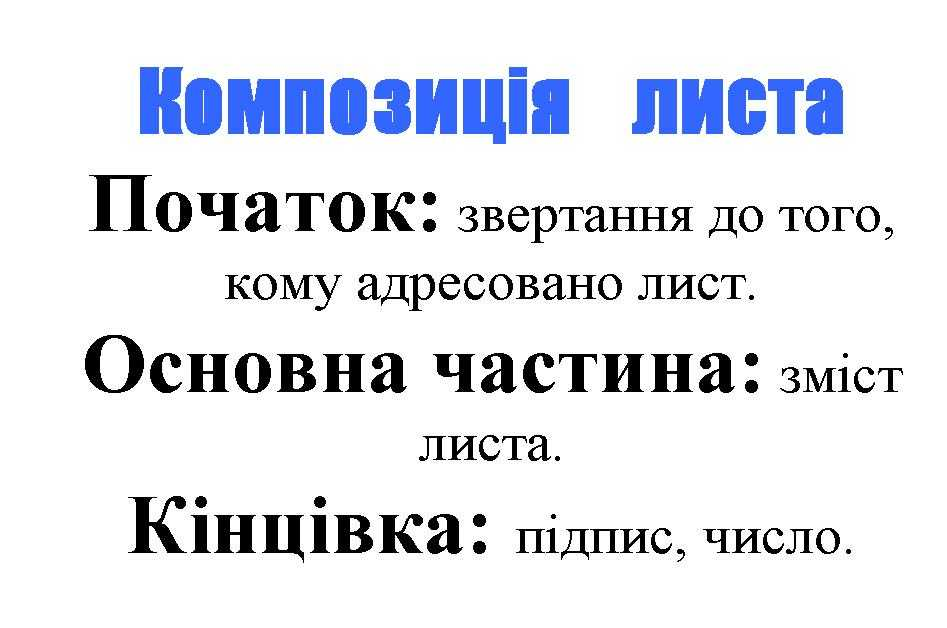 Композиція листа
Початок: звертання до того,
кому адресовано лист.
Основна частина: зміст
листа.
Кінцівка: підпис, число.